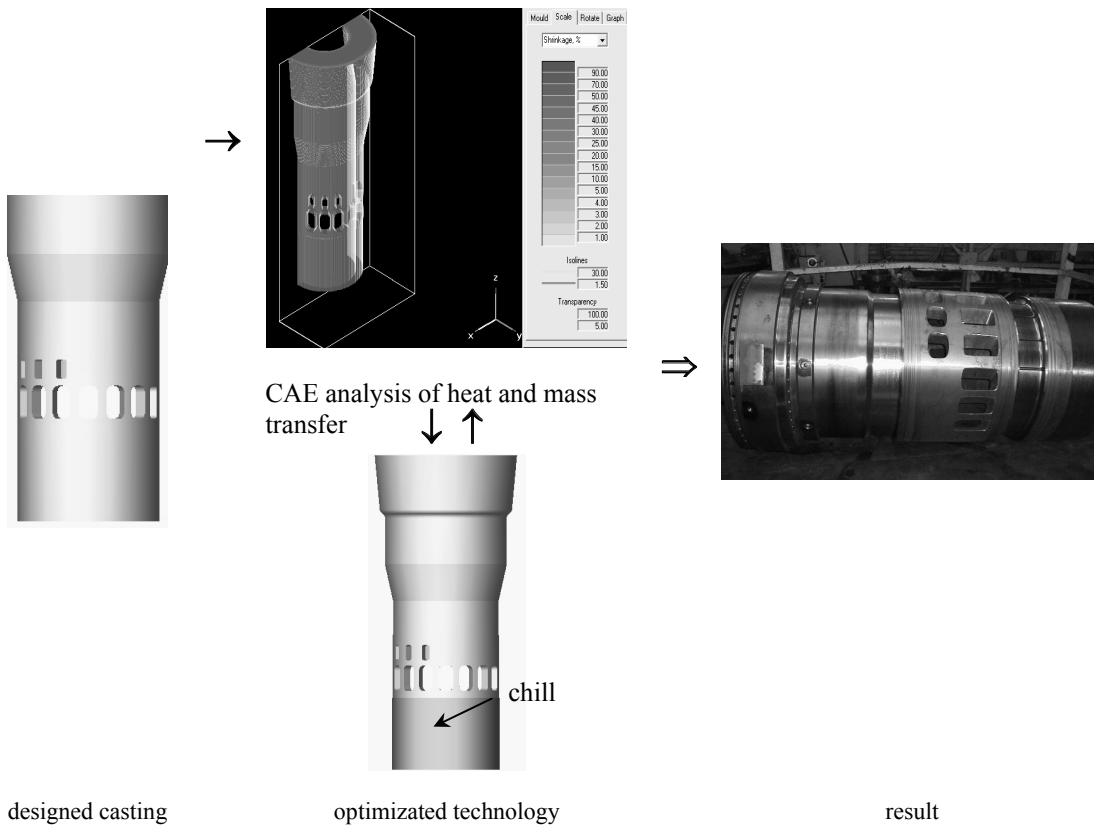 Mould Scale Rotate Graph
Shrinkage, %
90.00
70.00
50.00
45.00
40.00
30.00
25.00
20.00
15.00
10.00
5.00
4.00
3.00
2.00
1.00
Isolines
30.00
1.50
Transparency
100.00
5.00
z
x
y
→
⇒
CAE analysis of heat and mass
transfer
↓ ↑
chill
designed casting
optimizated technology
result